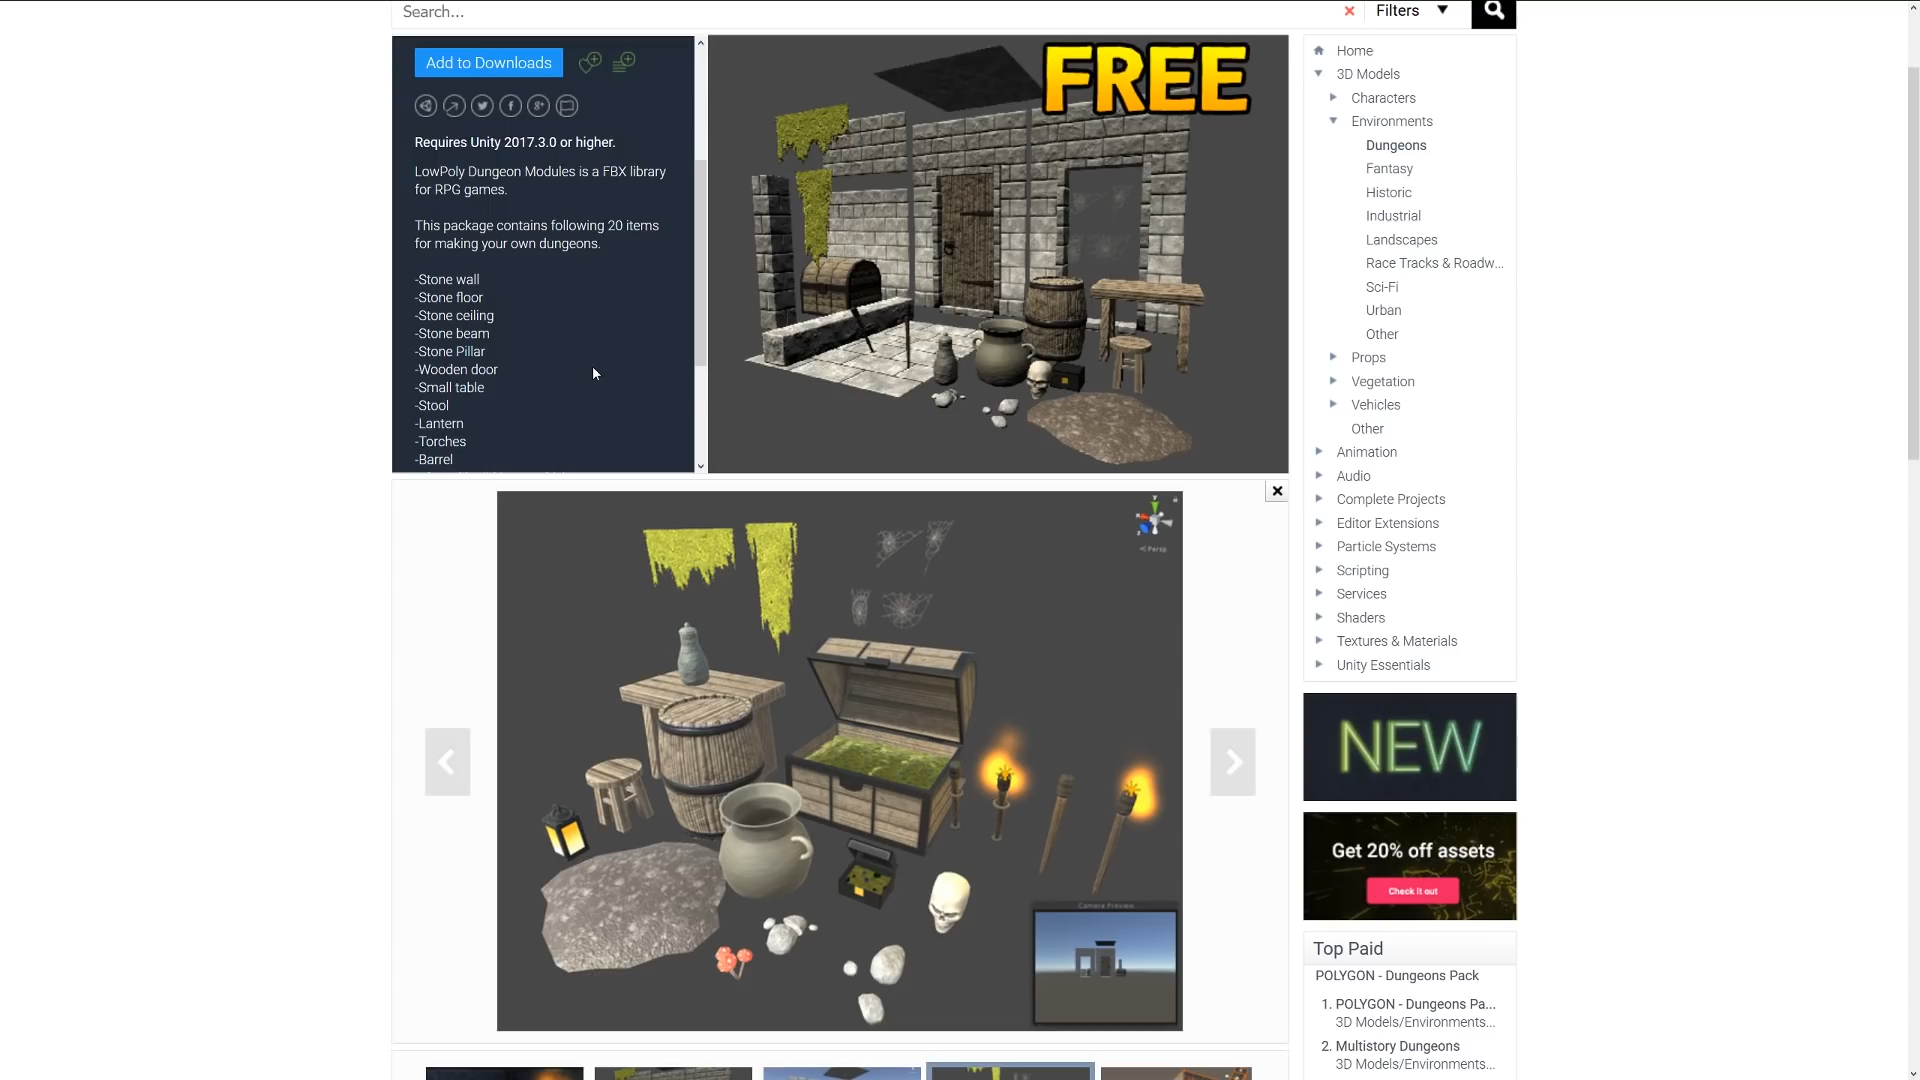 Search...
Filters
Add to Downloads
Requires Unity 2017.3.0 or higher.
LowPoly Dungeon Modules is a FBX library
for RPG games.
This package contains following 20 items
for making your own dungeons.
-Stone wall
-Stone floor
-Stone ceiling
-Stone beam
-Stone Pillar
-Wooden door
-Small table
-Stool
-Lantern
-Torches
-Barrel
FREE
Persp
Camera Preview
Home
3D Models
Characters
Environments
Dungeons
Fantasy
Historic
Industrial
Landscapes
Race Tracks & Roadw...
Sci-Fi
Urban
Other
Props
Vegetation
Vehicles
Other
Animation
Audio
Complete Projects
Editor Extensions
Particle Systems
Scripting
Services
Shaders
Textures & Materials
Unity Essentials
NEW
Get 20% off assets
Check it out
Top Paid
POLYGON - Dungeons Pack
1. POLYGON - Dungeons Pa...
3D Models/Environments...
2. Multistory Dungeons
3D Models/Environments...